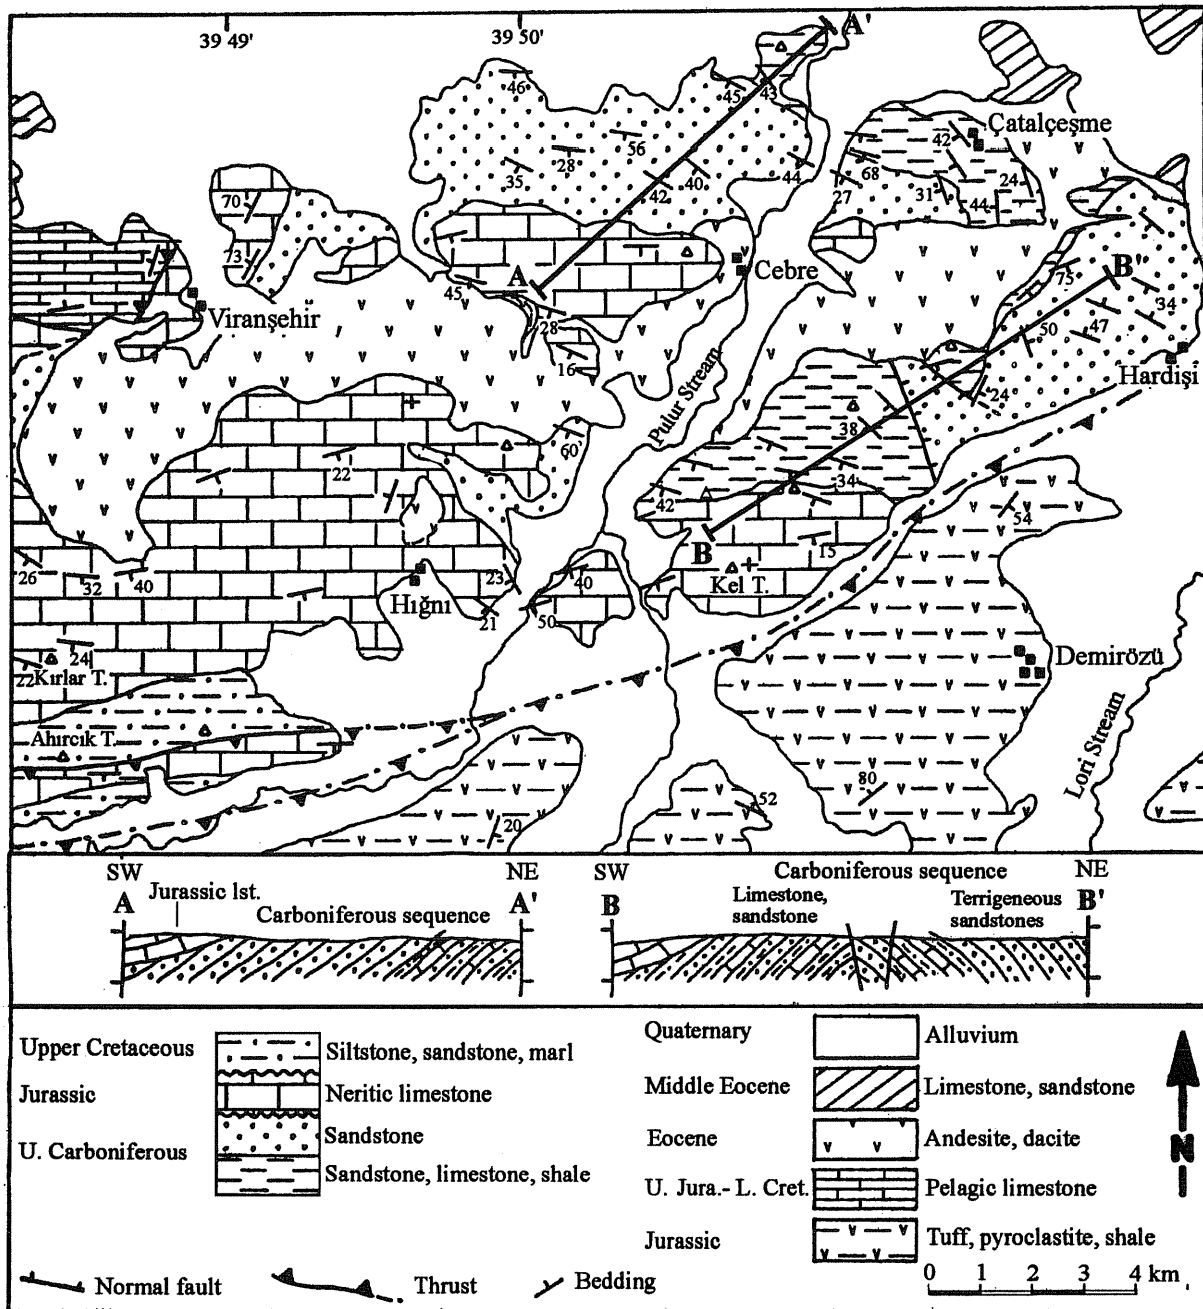 39 49'
39 50'
A'
46
45
43
Çatalçeşme
42
56
28
35
40
42
44
68
27
31
24
44
70
73
45
A
Cebre
B'
75
34
Viranşehir
28
50
47
16
Pulur Stream
Hardişi
24
38
60
22
34
42
54
B
15
26
32
40
23
40
Kel T.
Hığnı
21
50
24
22
Kırlar T.
Demirözü
Ahırcık T.
Lori Stream
80
52
20
SW
NE
SW
Carboniferous sequence
NE
A
Jurassic lst.
Carboniferous sequence
A'
B
Limestone,
sandstone
Terrigeneous
sandstones
B'
Upper Cretaceous
Siltstone, sandstone, marl
Jurassic
Neritic limestone
U. Carboniferous
Sandstone
Sandstone, limestone, shale
Quaternary
Alluvium
Middle Eocene
Limestone, sandstone
Eocene
Andesite, dacite
U. Jura.- L. Cret.
Pelagic limestone
Jurassic
Tuff, pyroclastite, shale
N
Normal fault
Thrust
Bedding
0 1 2 3 4 km